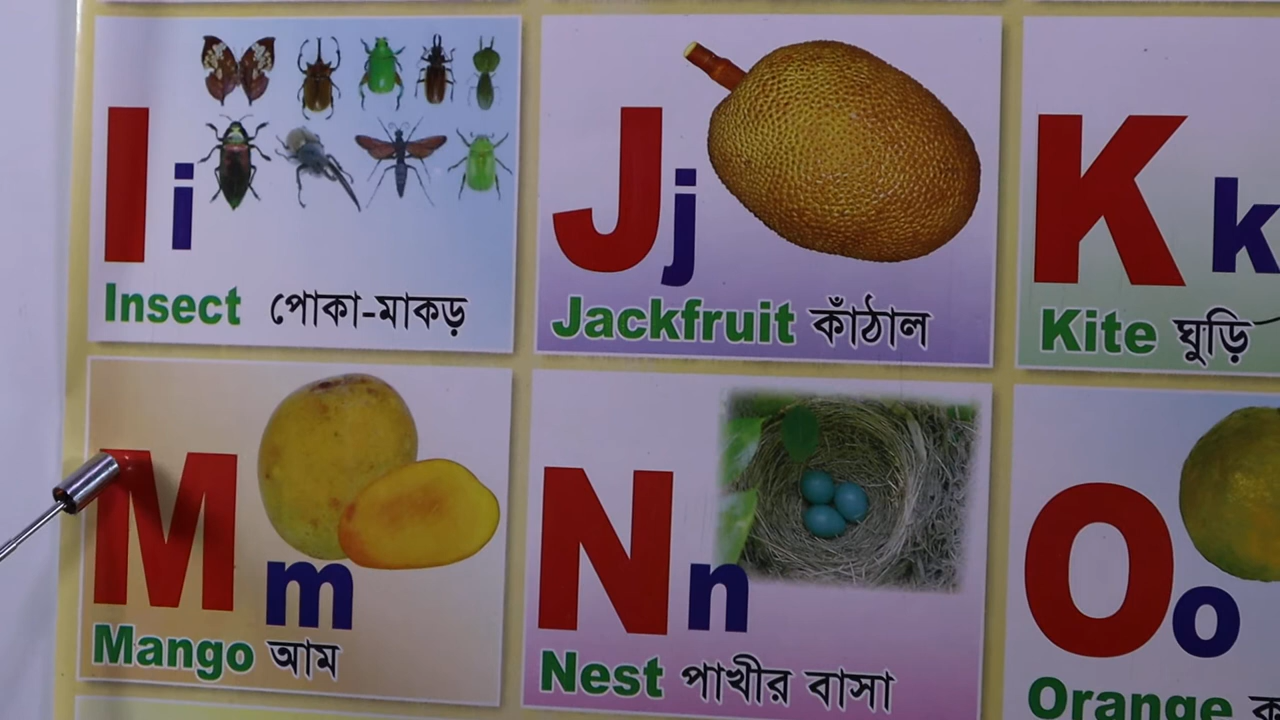 I i
Insect পোকা-মাকড়
J j
Jackfruit কাঁঠাল
K k
Kite ঘুড়ি
M m
Mango আম
N n
Nest পাখীর বাসা
O o
Orange